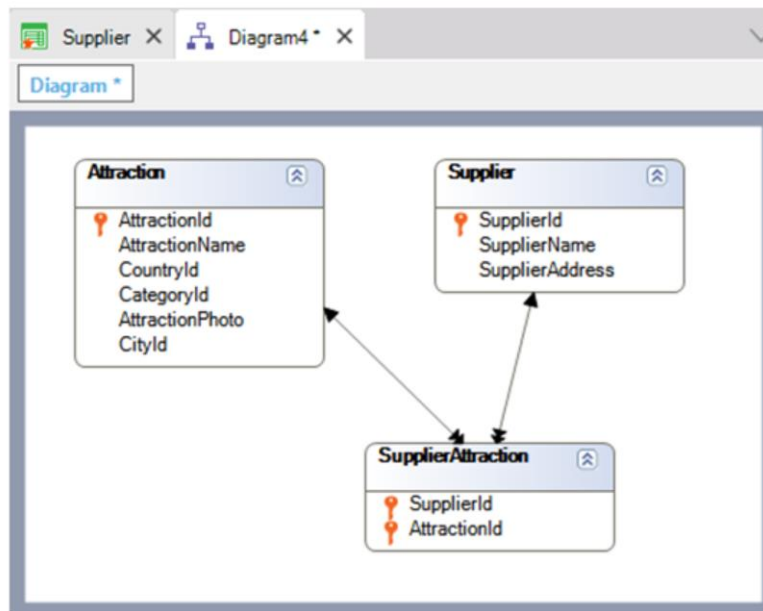 Supplier
Diagram4 *
Diagram *
Attraction
AttractionId
AttractionName
CountryId
CategoryId
AttractionPhoto
CityId
Supplier
SupplierId
SupplierName
SupplierAddress
SupplierAttraction
SupplierId
AttractionId